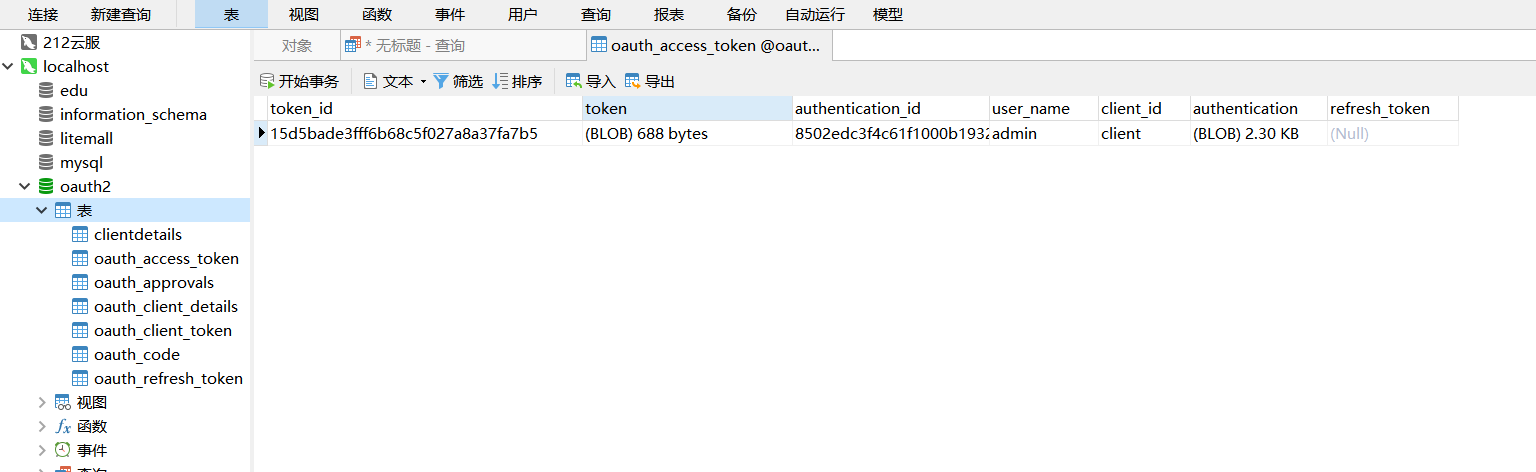 连接 新建查询 表 视图 函数 事件 用户 查询 报表 备份 自动运行 模型
212云服
localhost
edu
information_schema
litemall
mysql
oauth2
表
clientdetails
oauth_access_token
oauth_approvals
oauth_client_details
oauth_client_token
oauth_code
oauth_refresh_token
视图
函数
事件
查询
对象 * 无标题 - 查询 oauth_access_token @oaut...
开始事务 文本 筛选 排序 导入 导出
token_id token authentication_id user_name client_id authentication refresh_token
15d5bade3fff6b68c5f027a8a37fa7b5 (BLOB) 688 bytes 8502edc3f4c61f1000b1932 admin client (BLOB) 2.30 KB (Null)